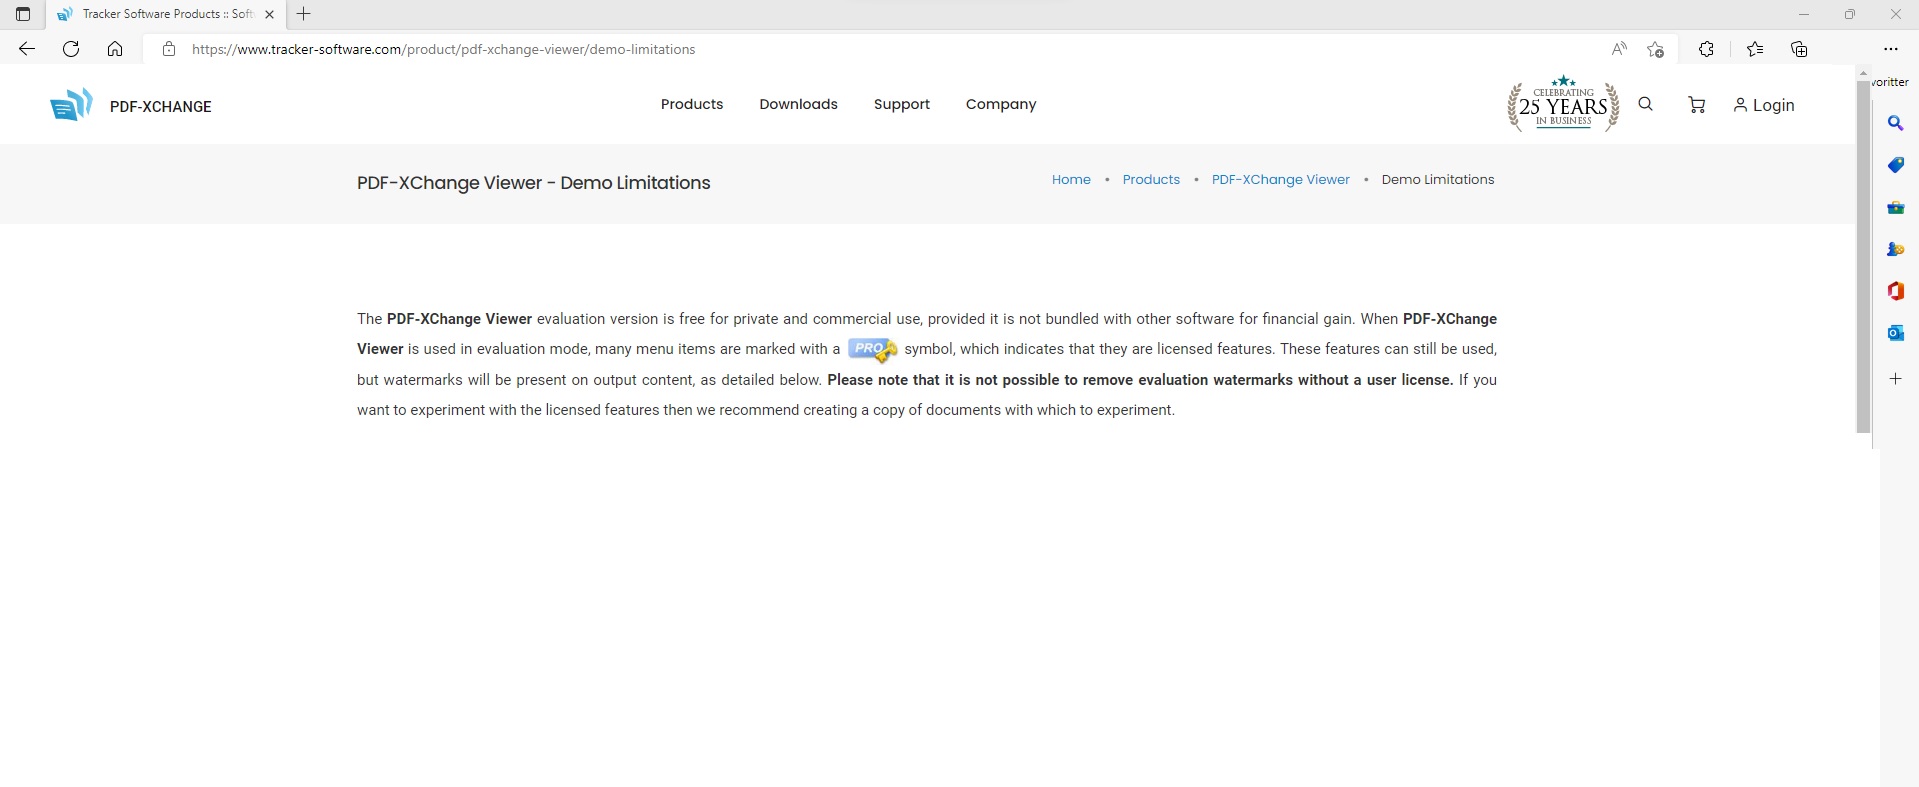 Tracker Software Products :: Soft
https://www.tracker-software.com/product/pdf-xchange-viewer/demo-limitations
voritter
PDF-XCHANGE
Products
Downloads
Support
Company
CELEBRATING
25 YEARS
IN BUSINESS
Login
PDF-XChange Viewer - Demo Limitations
Home • Products • PDF-XChange Viewer • Demo Limitations
The PDF-XChange Viewer evaluation version is free for private and commercial use, provided it is not bundled with other software for financial gain. When PDF-XChange
Viewer is used in evaluation mode, many menu items are marked with a PRO symbol, which indicates that they are licensed features. These features can still be used,
but watermarks will be present on output content, as detailed below. Please note that it is not possible to remove evaluation watermarks without a user license. If you
want to experiment with the licensed features then we recommend creating a copy of documents with which to experiment.